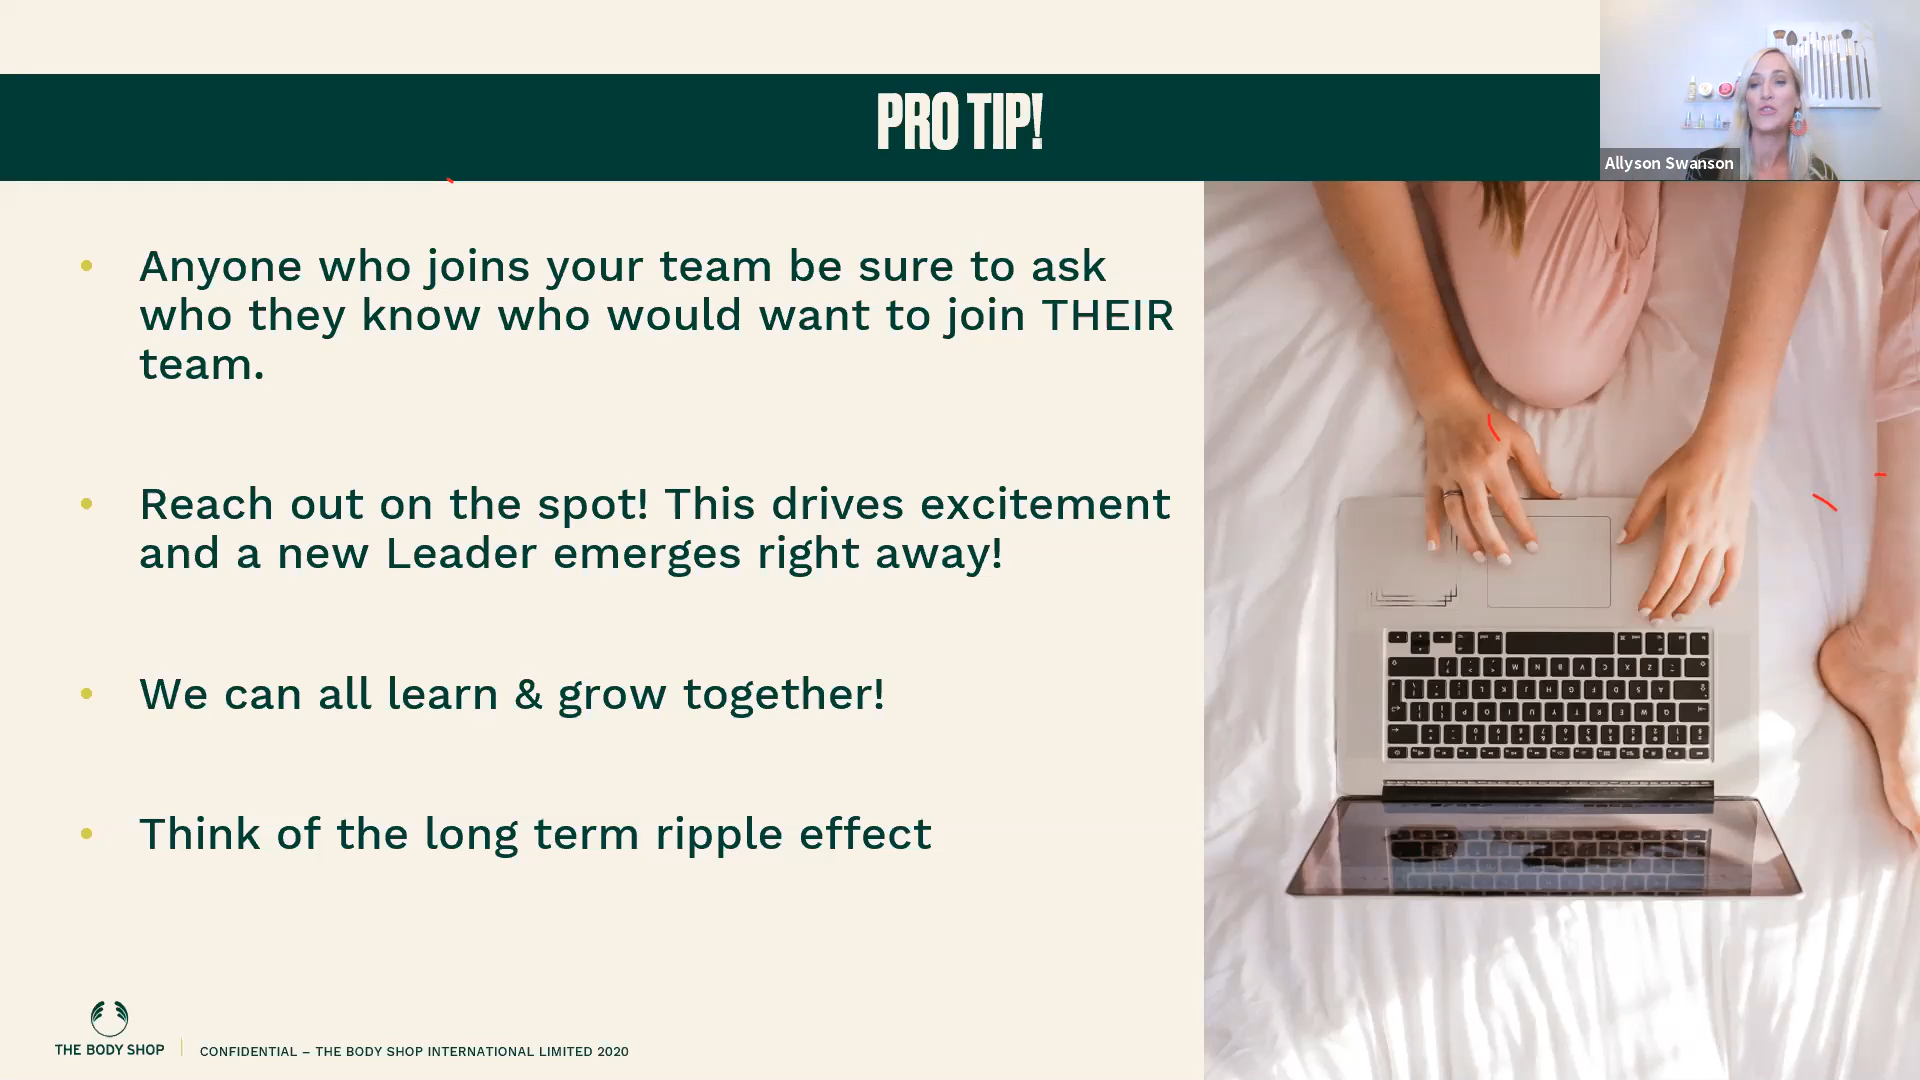 PRO TIP!
Allyson Swanson
• Anyone who joins your team be sure to ask
who they know who would want to join THEIR
team.
• Reach out on the spot! This drives excitement
and a new Leader emerges right away!
• We can all learn & grow together!
• Think of the long term ripple effect
THE BODY SHOP
CONFIDENTIAL – THE BODY SHOP INTERNATIONAL LIMITED 2020